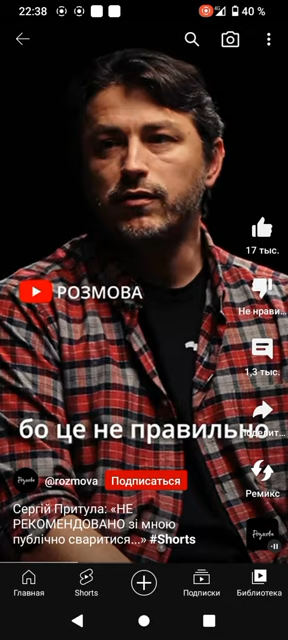 22:38
4G
40 %
17 тыс.
РОЗМОВА
Не нрави...
1,3 тыс.
бо це не правильно
@rozmova
Подписаться
Ремикс
Сергій Притула: «НЕ
РЕКОМЕНДОВАНО зі мною
публічно сваритися...» #Shorts
Главная
Shorts
Подписки
Библиотека